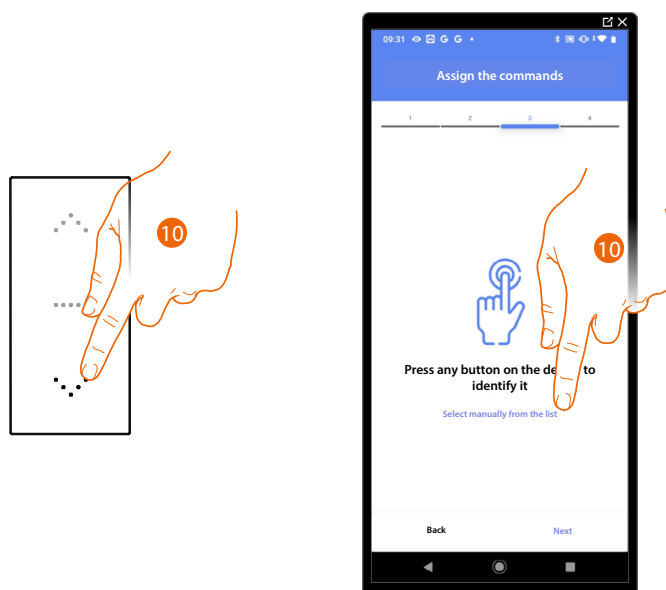 09:31 G G
Assign the commands
1 2 3 4
10
10
Press any button on the de to
identify it
Select manually from the list
Back Next